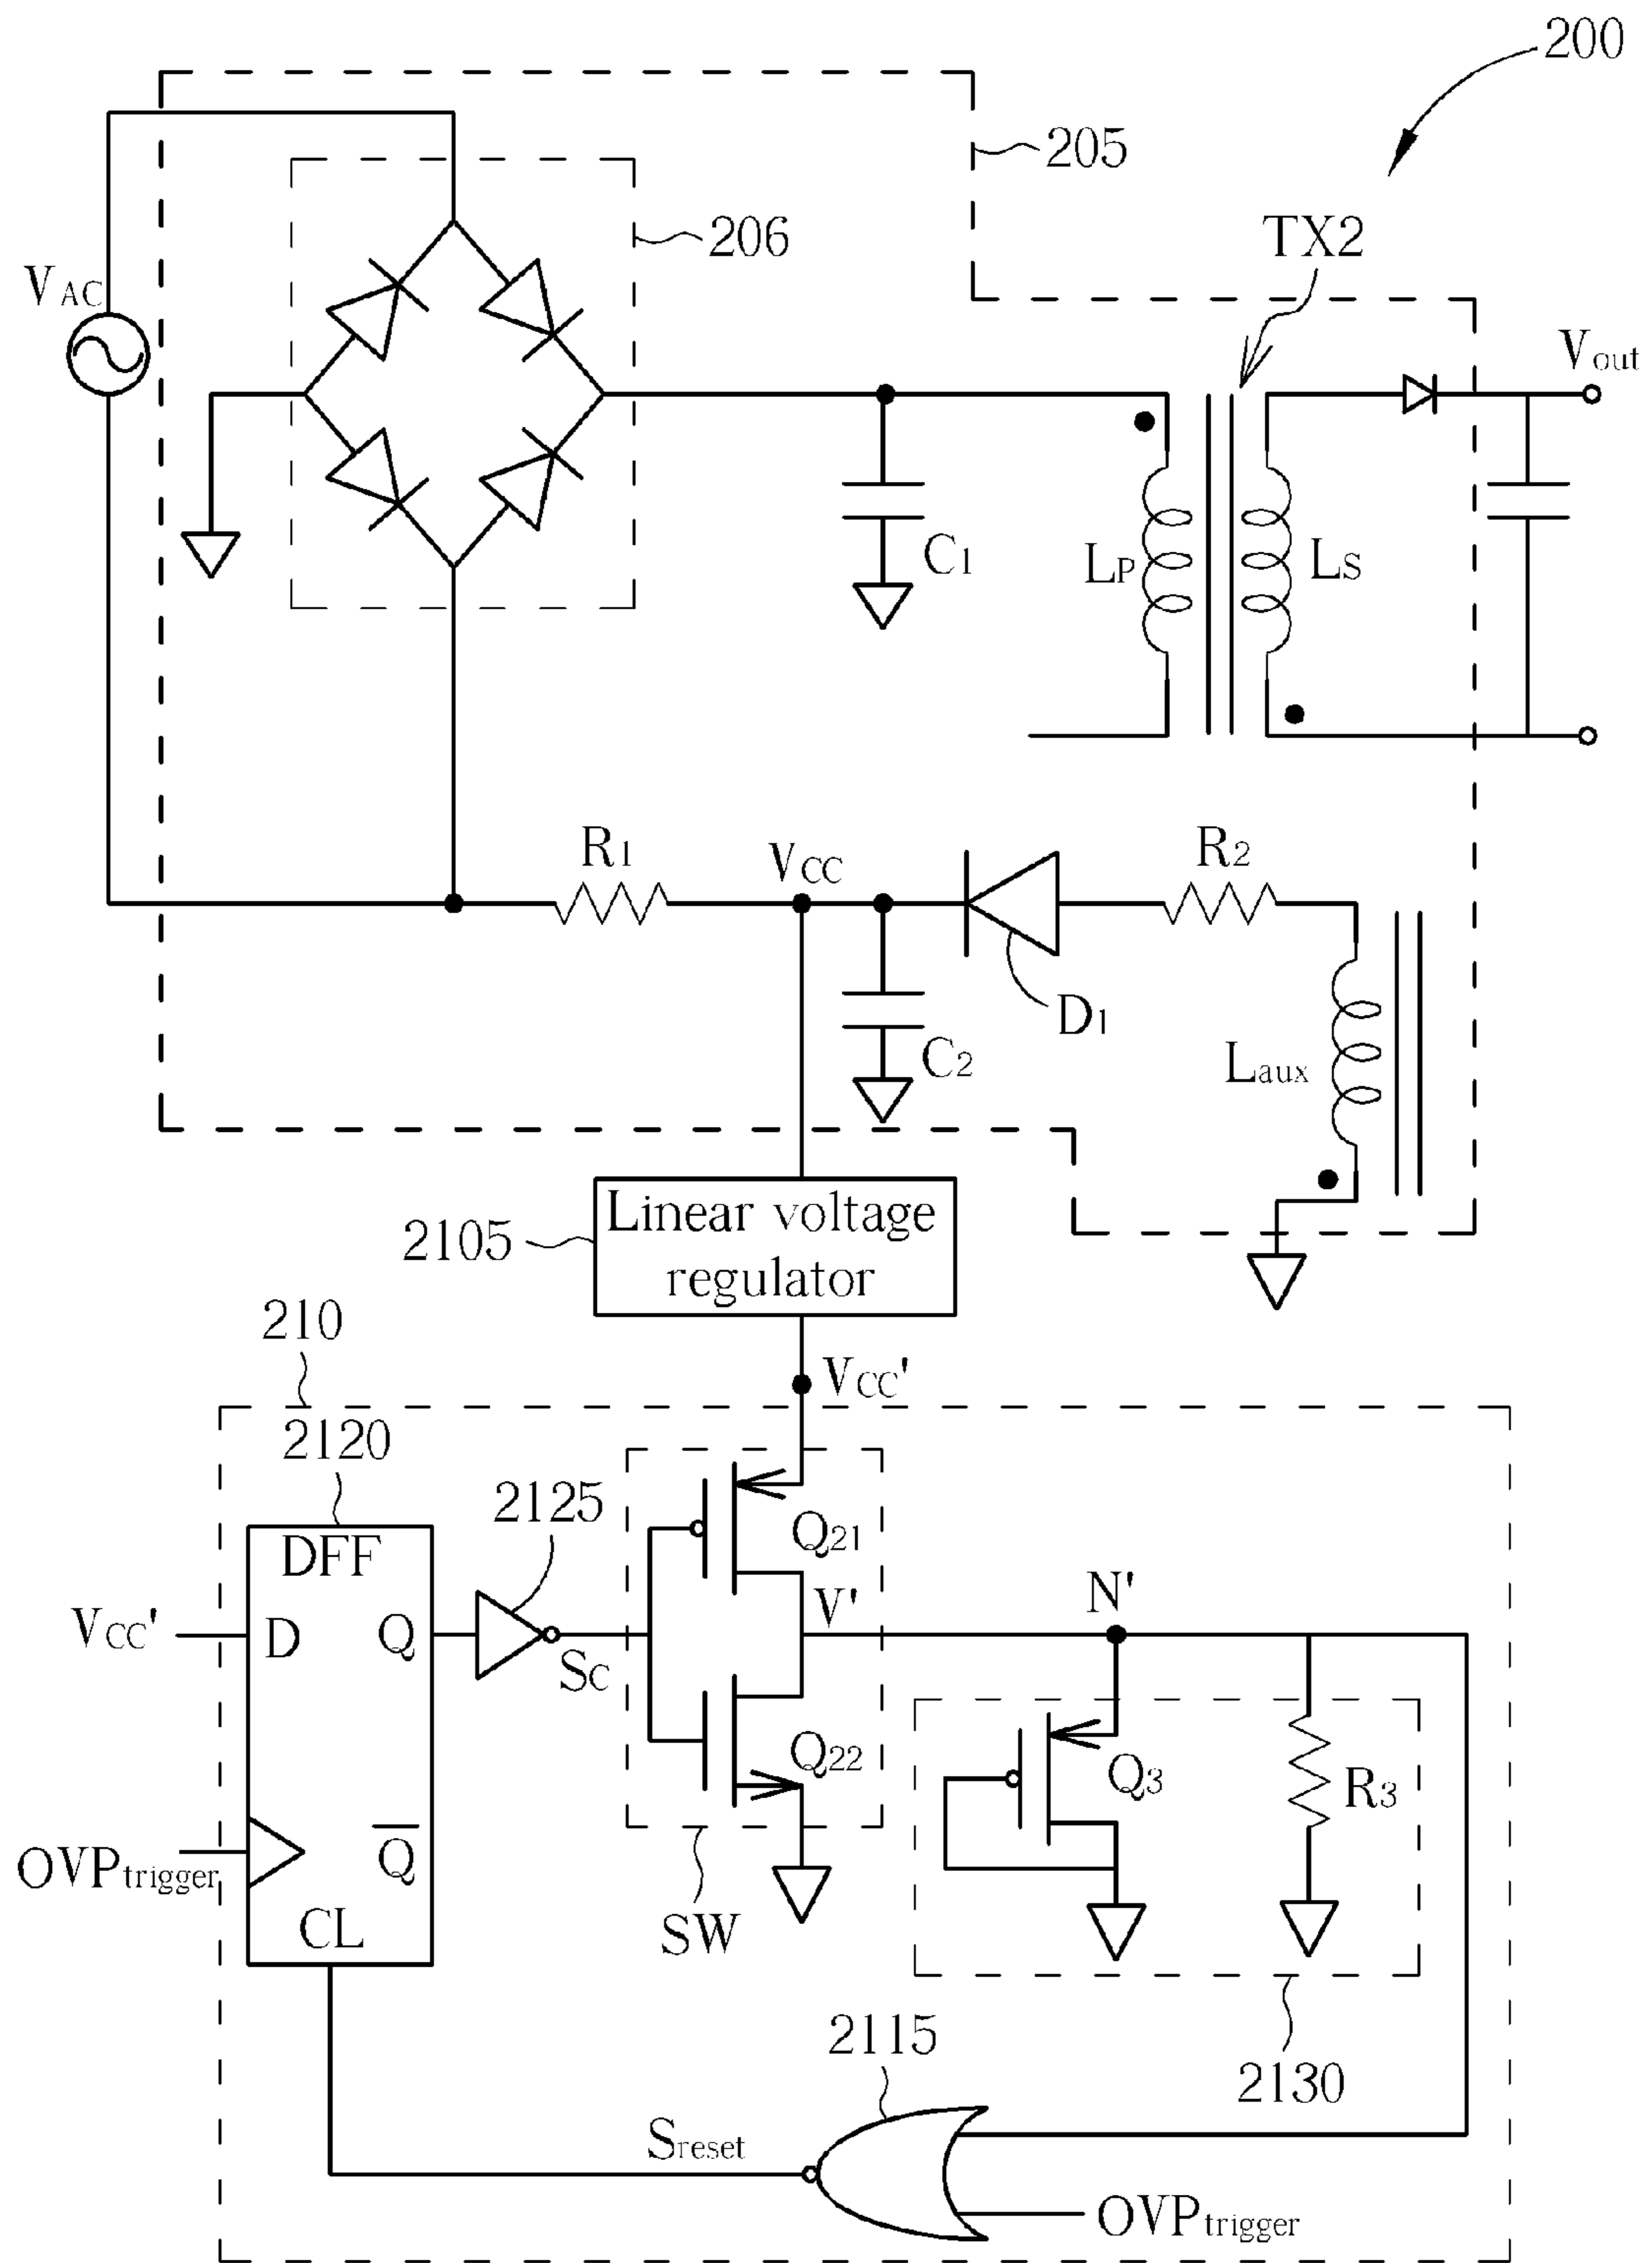 200
205
206
TX2
VAC
Vout
C1
LP
LS
R1
VCC
R2
D1
C2
Laux
2105
Linear voltage
regulator
210
VCC'
2120
2125
DFF
Q21
VCC'
D
Q
SC
V'
N'
Q22
Q3
R3
OVPtrigger
Q
CL
SW
2115
2130
Sreset
OVPtrigger